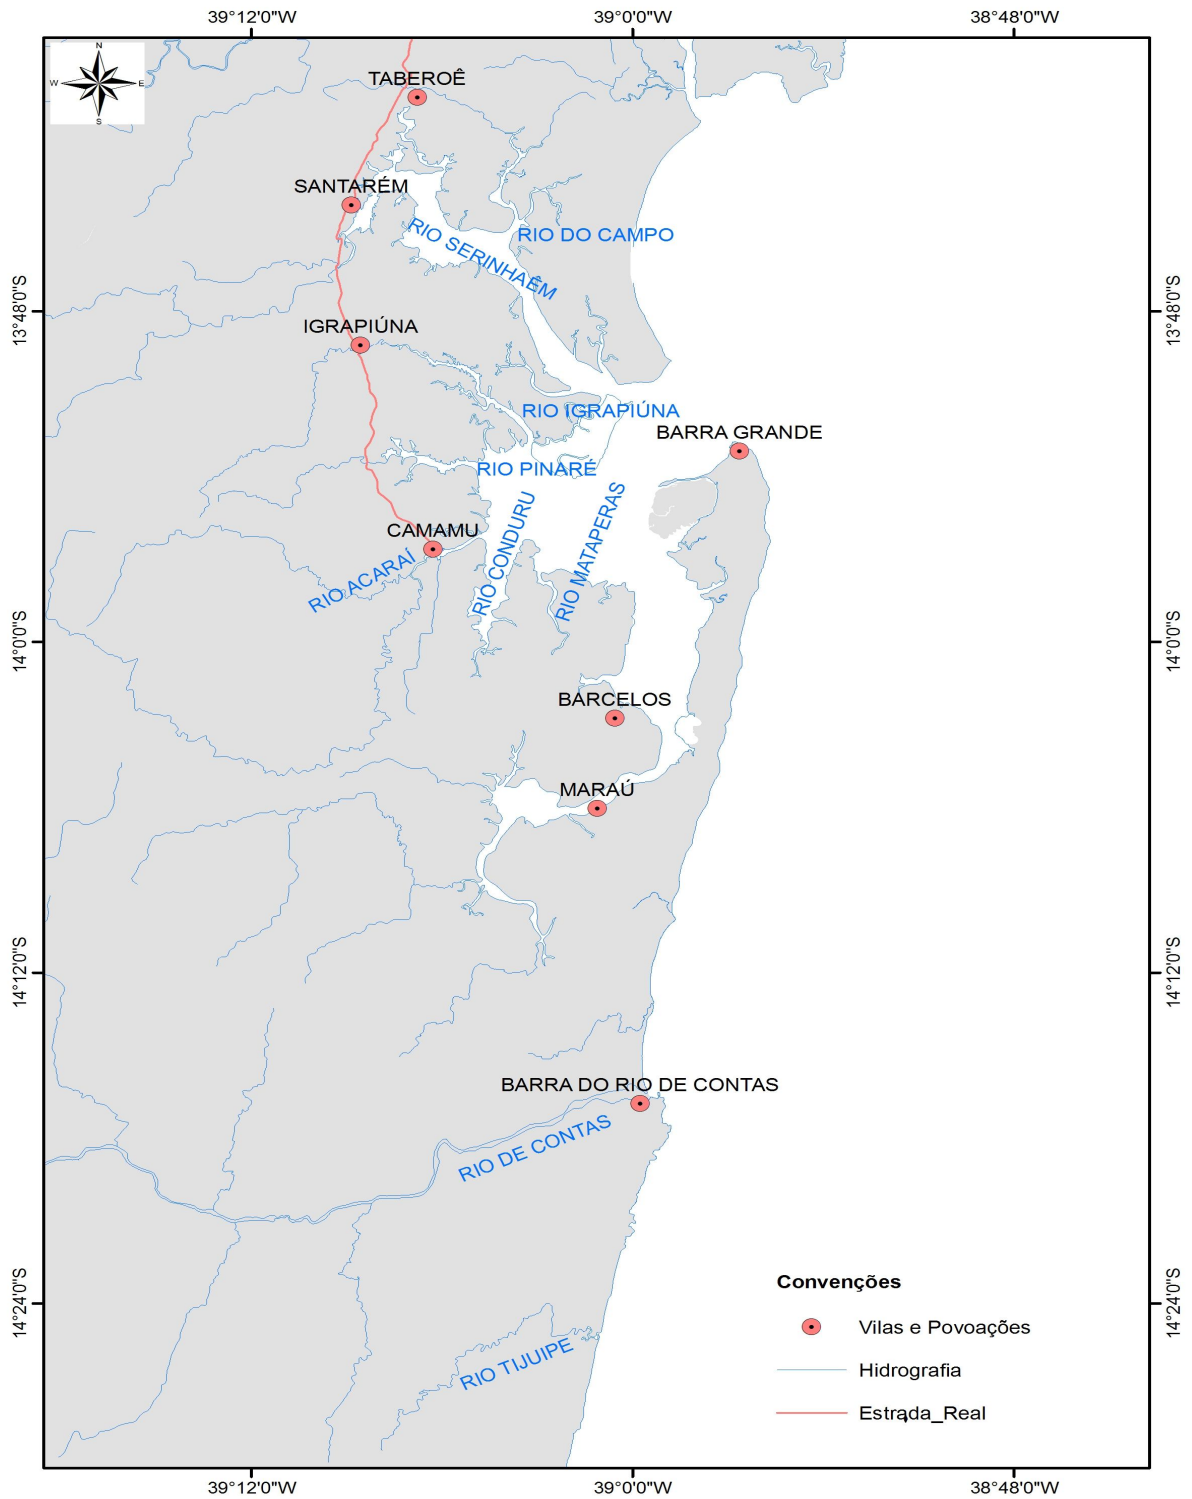 39°12'0"W
39°0'0"W
38°48'0"W
N
W
E
S
TABEROÊ
SANTARÉM
RIO SERINHAÊM
RIO DO CAMPO
13°48'0"S
13°48'0"S
IGRAPIÚNA
RIO IGRAPIÚNA
BARRA GRANDE
RIO PINARÉ
CAMAMU
RIO ACARAÍ
RIO CONDURU
RIO MATAPERAS
14°0'0"S
14°0'0"S
BARCELOS
MARAÚ
14°12'0"S
14°12'0"S
BARRA DO RIO DE CONTAS
RIO DE CONTAS
14°24'0"S
14°24'0"S
RIO TIJUIPE
Convenções
Vilas e Povoações
Hidrografia
Estrada_Real
39°12'0"W
39°0'0"W
38°48'0"W